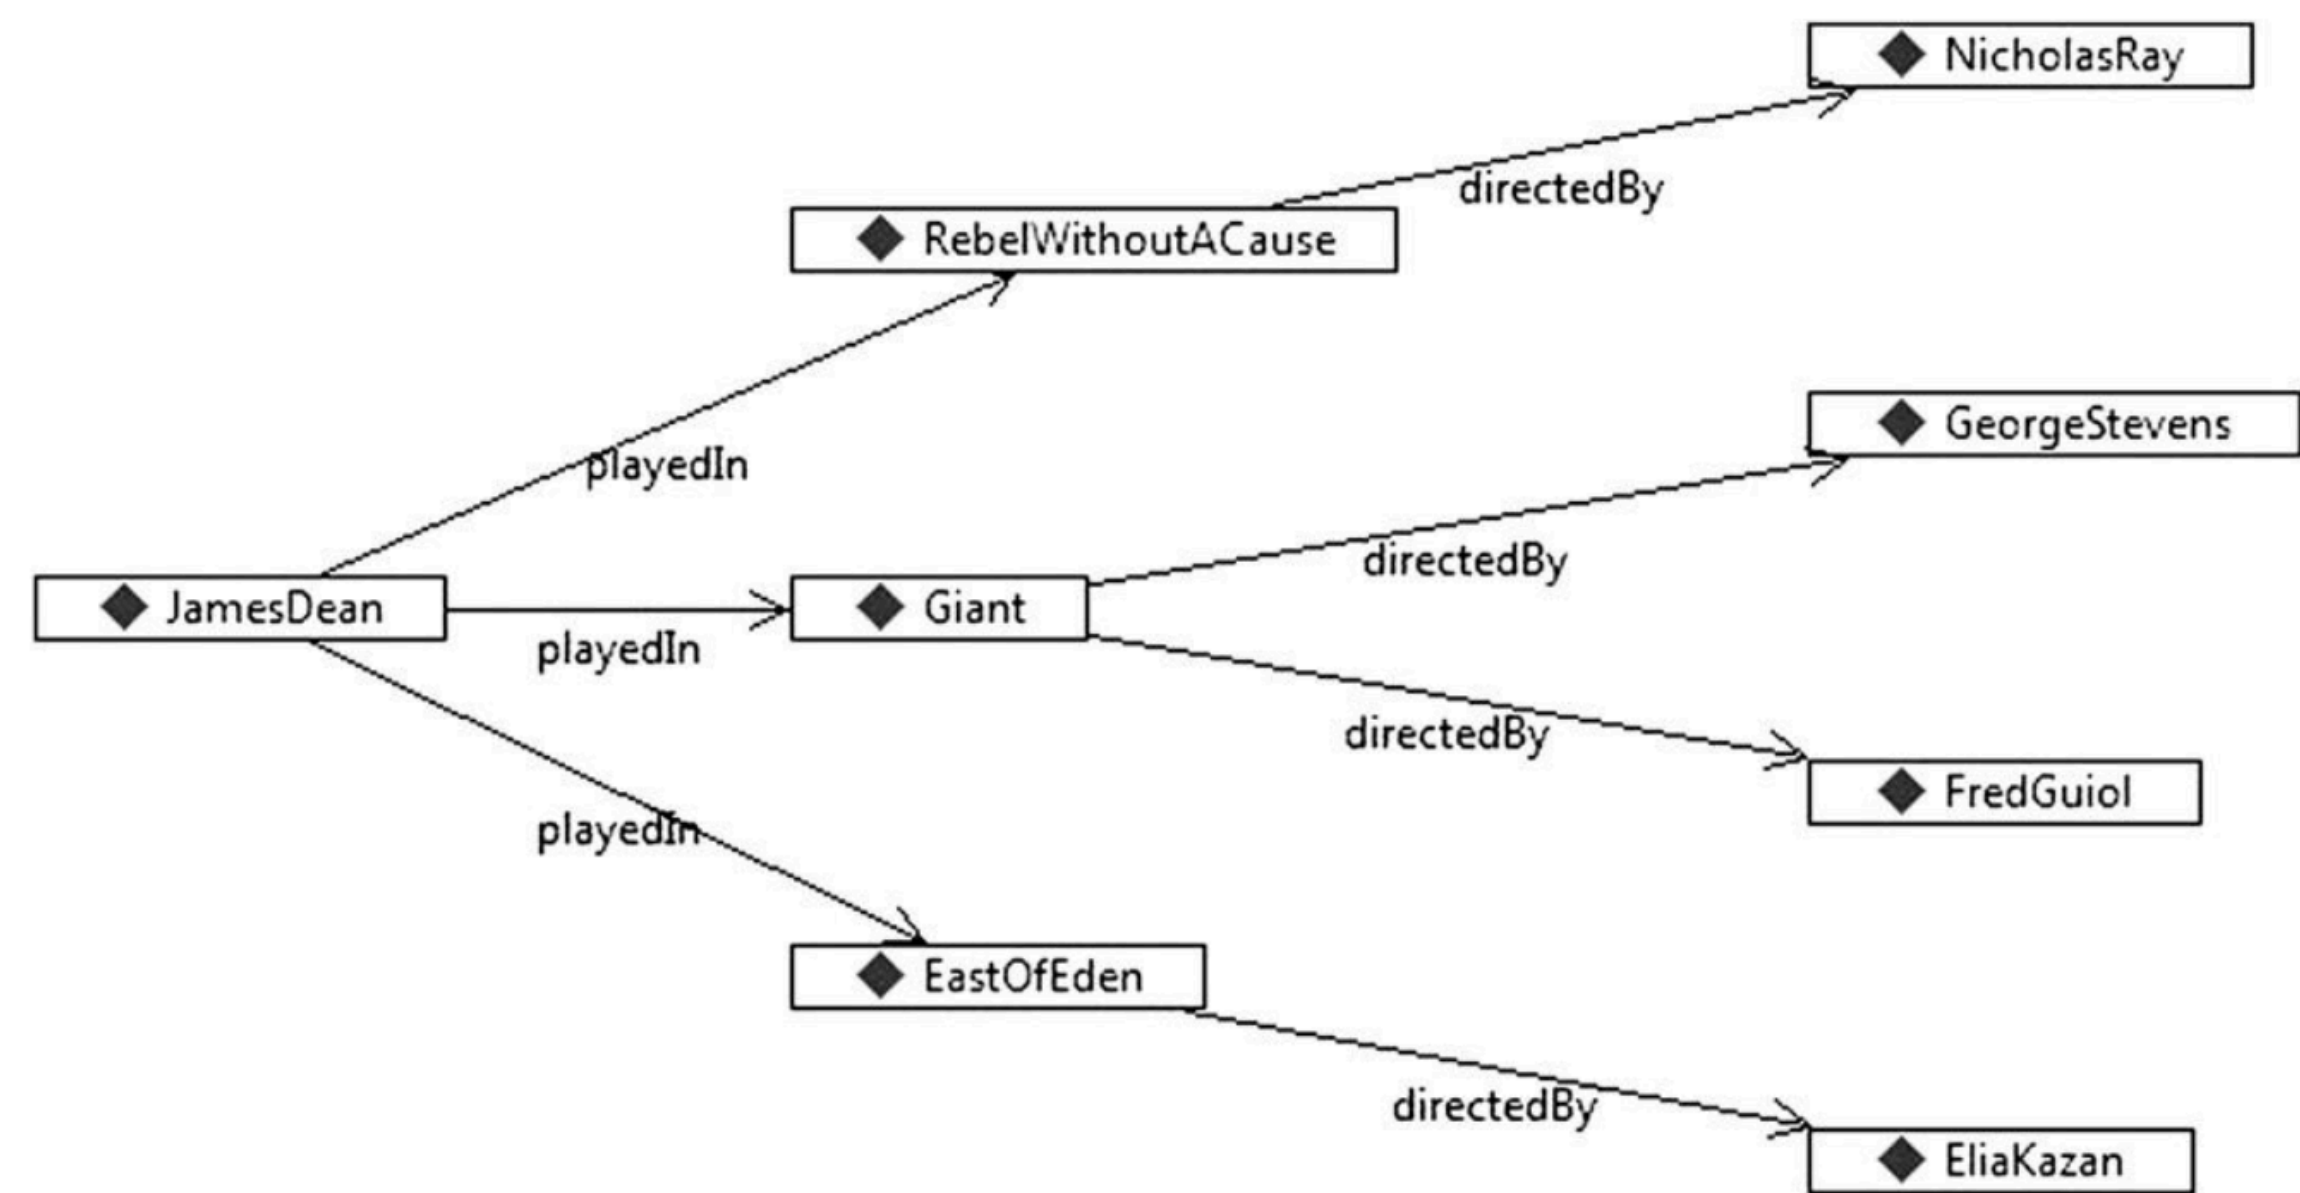 NicholasRay
directedBy
RebelWithoutACause
GeorgeStevens
playedIn
directedBy
JamesDean
Giant
playedIn
directedBy
FredGuiol
playedIn
EastOfEden
directedBy
EliaKazan